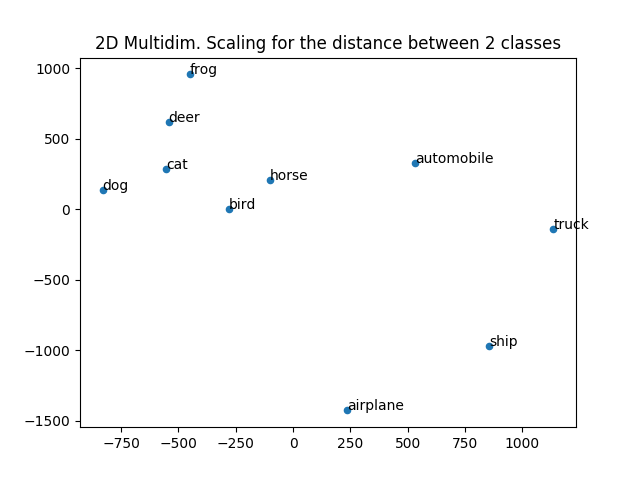 2D Multidim. Scaling for the distance between 2 classes
1000
500
0
−500
−1000
−1500
frog
deer
cat
dog
horse
bird
automobile
truck
ship
airplane
−750 −500 −250 0 250 500 750 1000